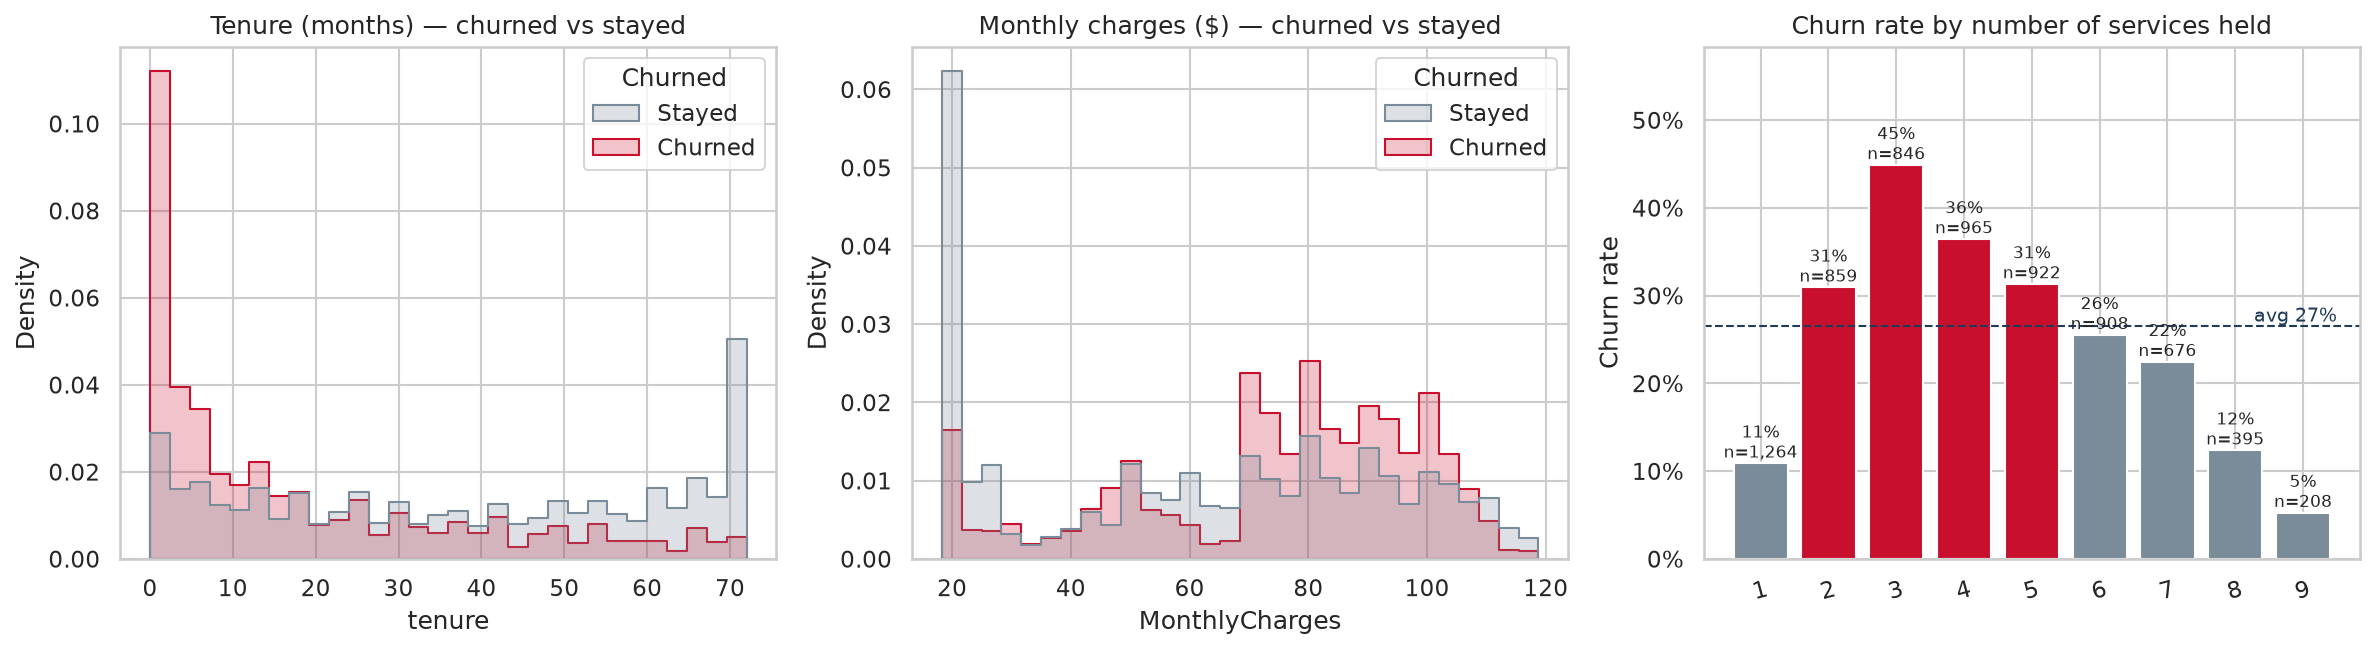 Tenure (months) — churned vs stayed
Density
0.10
0.08
0.06
0.04
0.02
0.00
Churned
Stayed
Churned
0 10 20 30 40 50 60 70
tenure
Monthly charges ($) — churned vs stayed
Density
0.06
0.05
0.04
0.03
0.02
0.01
0.00
Churned
Stayed
Churned
20 40 60 80 100 120
MonthlyCharges
Churn rate by number of services held
Churn rate
50%
40%
30%
20%
10%
0%
11%
n=1,264
31%
n=859
45%
n=846
36%
n=965
31%
n=922
26%
n=908
22%
n=676
12%
n=395
5%
n=208
avg 27%
1 2 3 4 5 6 7 8 9